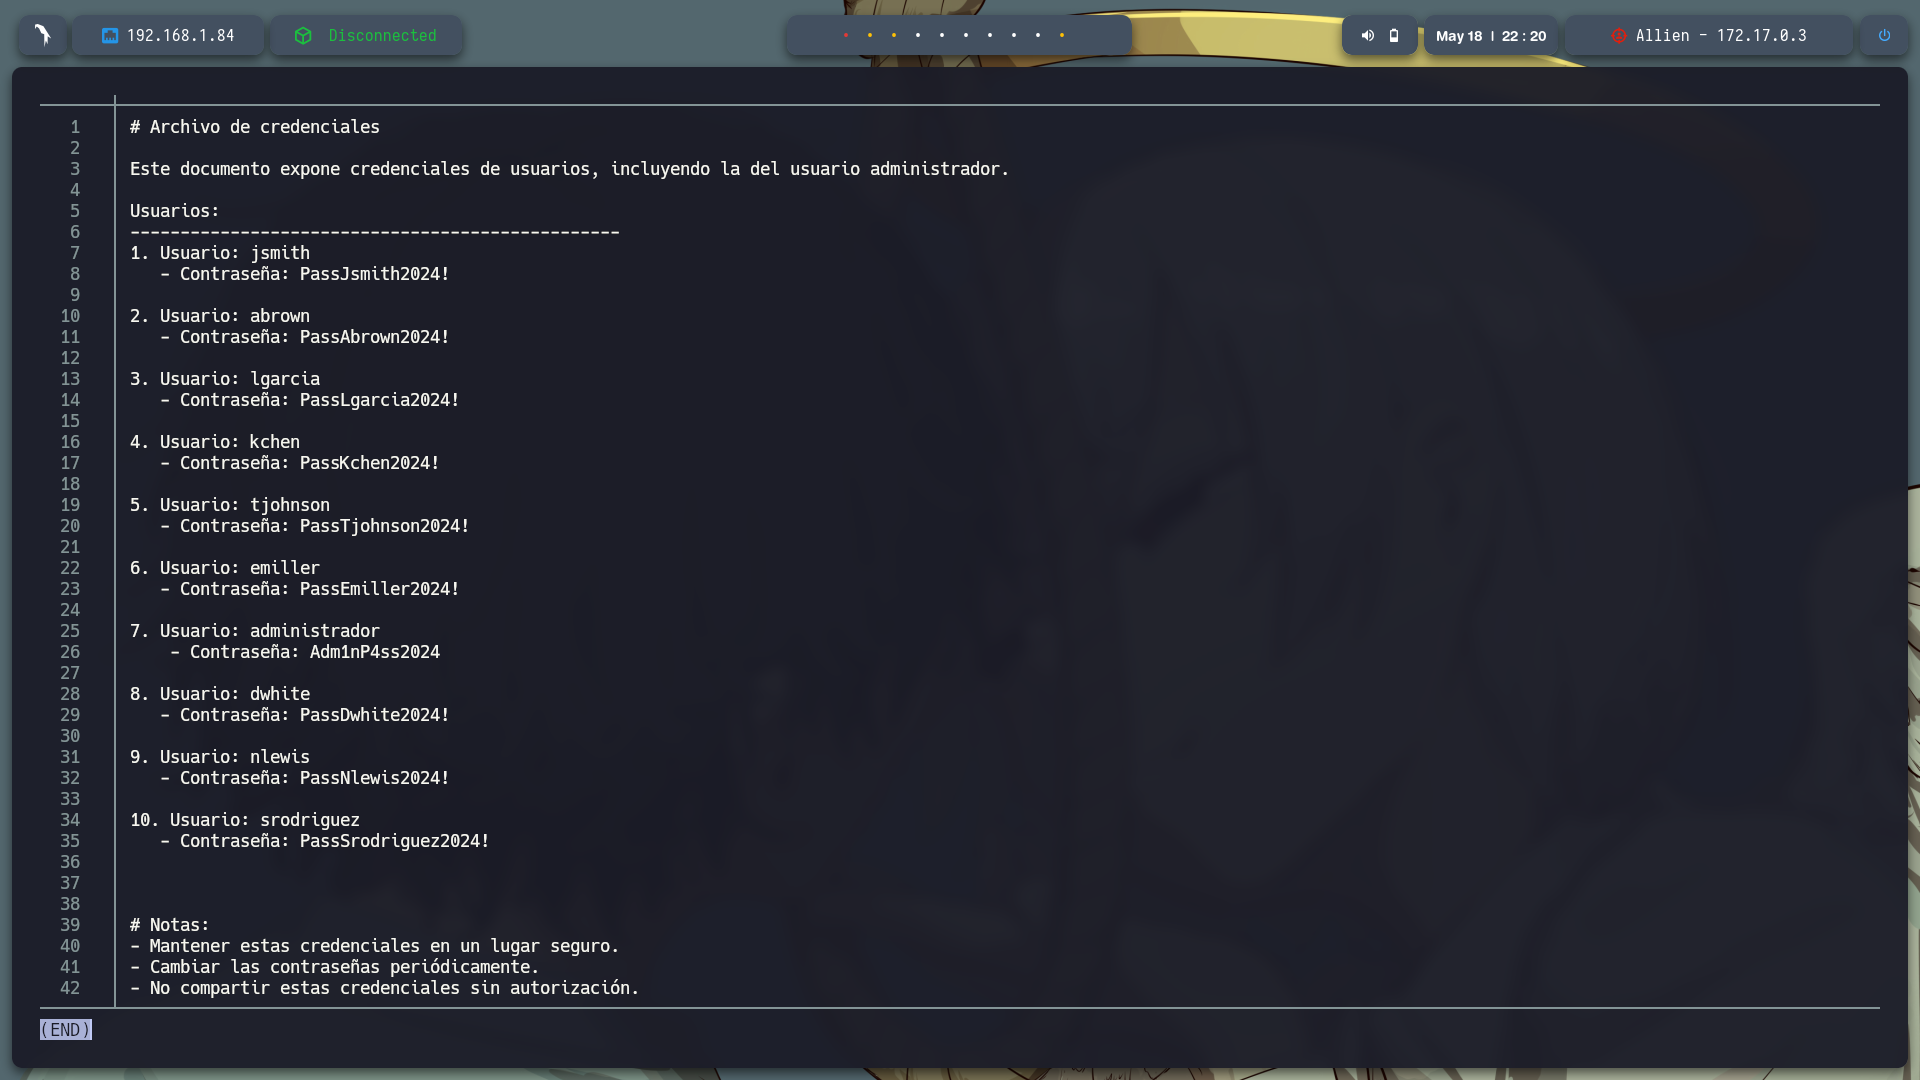 192.168.1.84
Disconnected
May 18 | 22 : 20
Allien - 172.17.0.3
1 # Archivo de credenciales
2
3 Este documento expone credenciales de usuarios, incluyendo la del usuario administrador.
4
5 Usuarios:
6 -------------------------------------------------
7 1. Usuario: jsmith
8 - Contraseña: PassJsmith2024!
9
10 2. Usuario: abrown
11 - Contraseña: PassAbrown2024!
12
13 3. Usuario: lgarcia
14 - Contraseña: PassLgarcia2024!
15
16 4. Usuario: kchen
17 - Contraseña: PassKchen2024!
18
19 5. Usuario: tjohnson
20 - Contraseña: PassTjohnson2024!
21
22 6. Usuario: emiller
23 - Contraseña: PassEmiller2024!
24
25 7. Usuario: administrador
26 - Contraseña: Adm1nP4ss2024
27
28 8. Usuario: dwhite
29 - Contraseña: PassDwhite2024!
30
31 9. Usuario: nlewis
32 - Contraseña: PassNlewis2024!
33
34 10. Usuario: srodriguez
35 - Contraseña: PassSrodriguez2024!
36
37
38
39 # Notas:
40 - Mantener estas credenciales en un lugar seguro.
41 - Cambiar las contraseñas periódicamente.
42 - No compartir estas credenciales sin autorización.
(END)